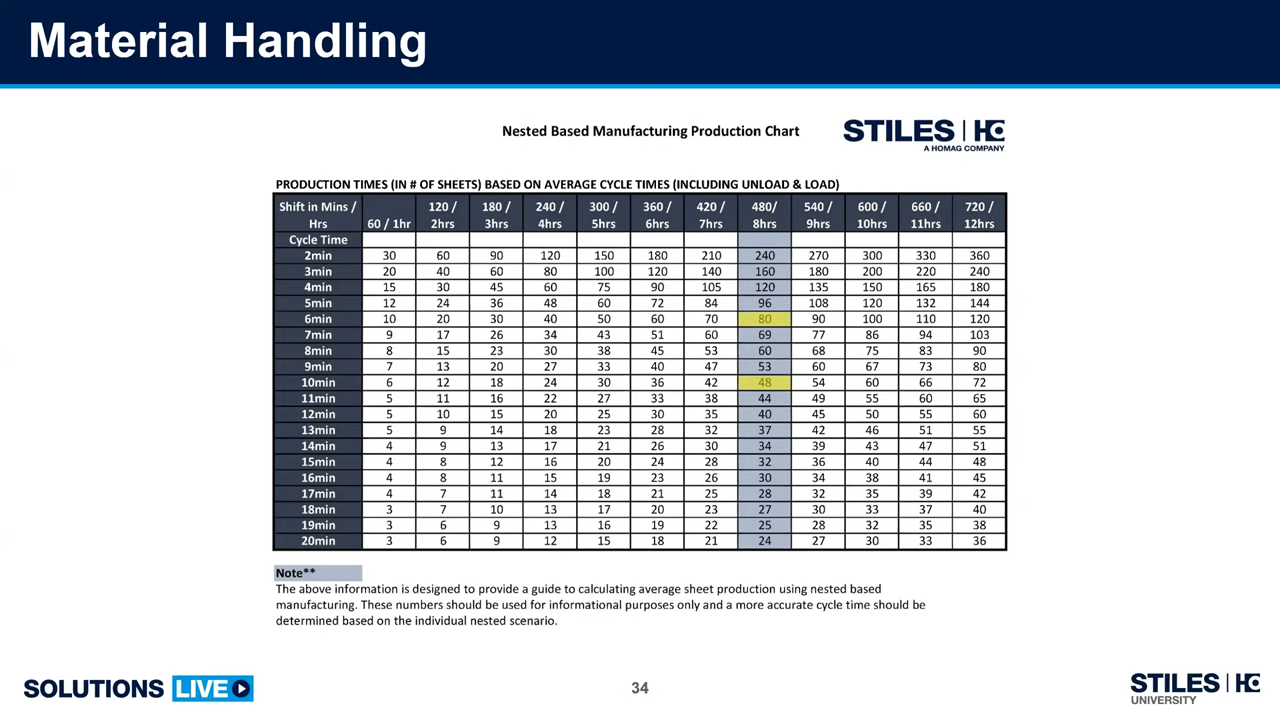 Material Handling
Nested Based Manufacturing Production Chart
STILES | HC
A HOMAG COMPANY
PRODUCTION TIMES (IN # OF SHEETS) BASED ON AVERAGE CYCLE TIMES (INCLUDING UNLOAD & LOAD)
Shift in Mins / 120 / 180 / 240 / 300 / 360 / 420 / 480/ 540 / 600 / 660 / 720 /
Hrs 60 / 1hr 2hrs 3hrs 4hrs 5hrs 6hrs 7hrs 8hrs 9hrs 10hrs 11hrs 12hrs
Cycle Time
2min 30 60 90 120 150 180 210 240 270 300 330 360
3min 20 40 60 80 100 120 140 160 180 200 220 240
4min 15 30 45 60 75 90 105 120 135 150 165 180
5min 12 24 36 48 60 72 84 96 108 120 132 144
6min 10 20 30 40 50 60 70 80 90 100 110 120
7min 9 17 26 34 43 51 60 69 77 86 94 103
8min 8 15 23 30 38 45 53 60 68 75 83 90
9min 7 13 20 27 33 40 47 53 60 67 73 80
10min 6 12 18 24 30 36 42 48 54 60 66 72
11min 5 11 16 22 27 33 38 44 49 55 60 65
12min 5 10 15 20 25 30 35 40 45 50 55 60
13min 5 9 14 18 23 28 32 37 42 46 51 55
14min 4 9 13 17 21 26 30 34 39 43 47 51
15min 4 8 12 16 20 24 28 32 36 40 44 48
16min 4 8 11 15 19 23 26 30 34 38 41 45
17min 4 7 11 14 18 21 25 28 32 35 39 42
18min 3 7 10 13 17 20 23 27 30 33 37 40
19min 3 6 9 13 16 19 22 25 28 32 35 38
20min 3 6 9 12 15 18 21 24 27 30 33 36
Note**
The above information is designed to provide a guide to calculating average sheet production using nested based
manufacturing. These numbers should be used for informational purposes only and a more accurate cycle time should be
determined based on the individual nested scenario.
SOLUTIONS LIVE
34
STILES | HC
UNIVERSITY